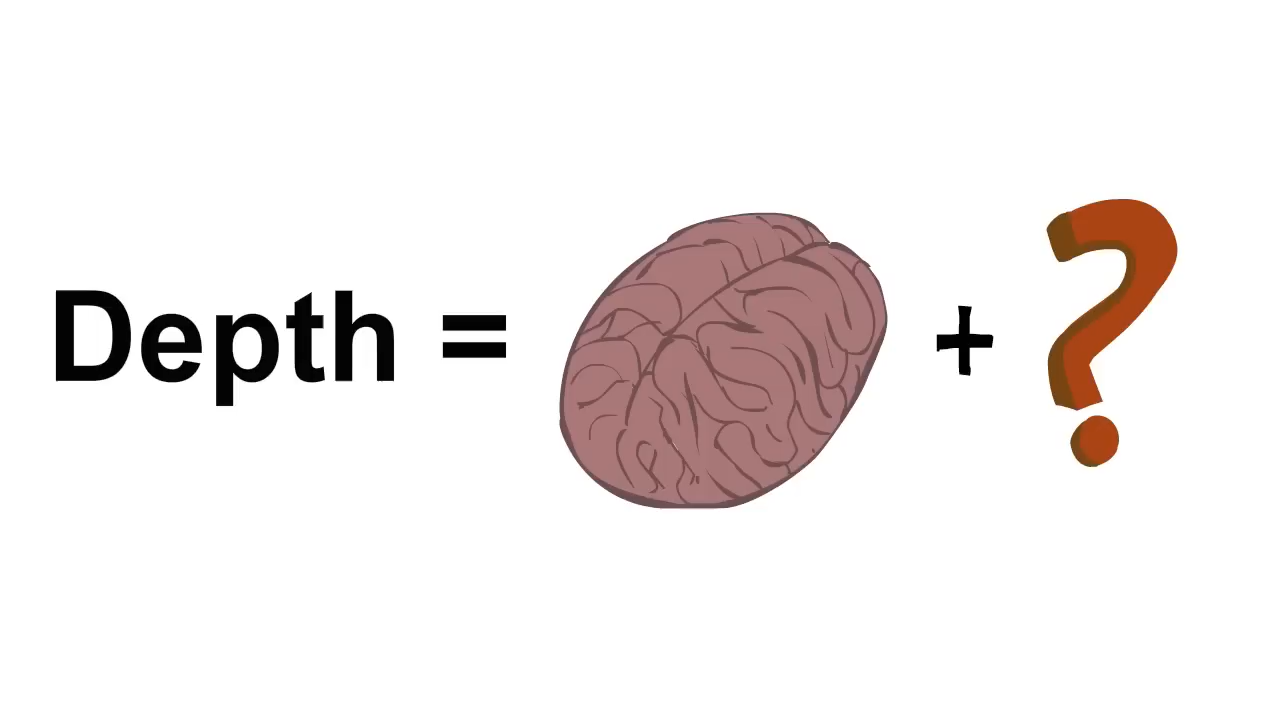 Depth = + ?